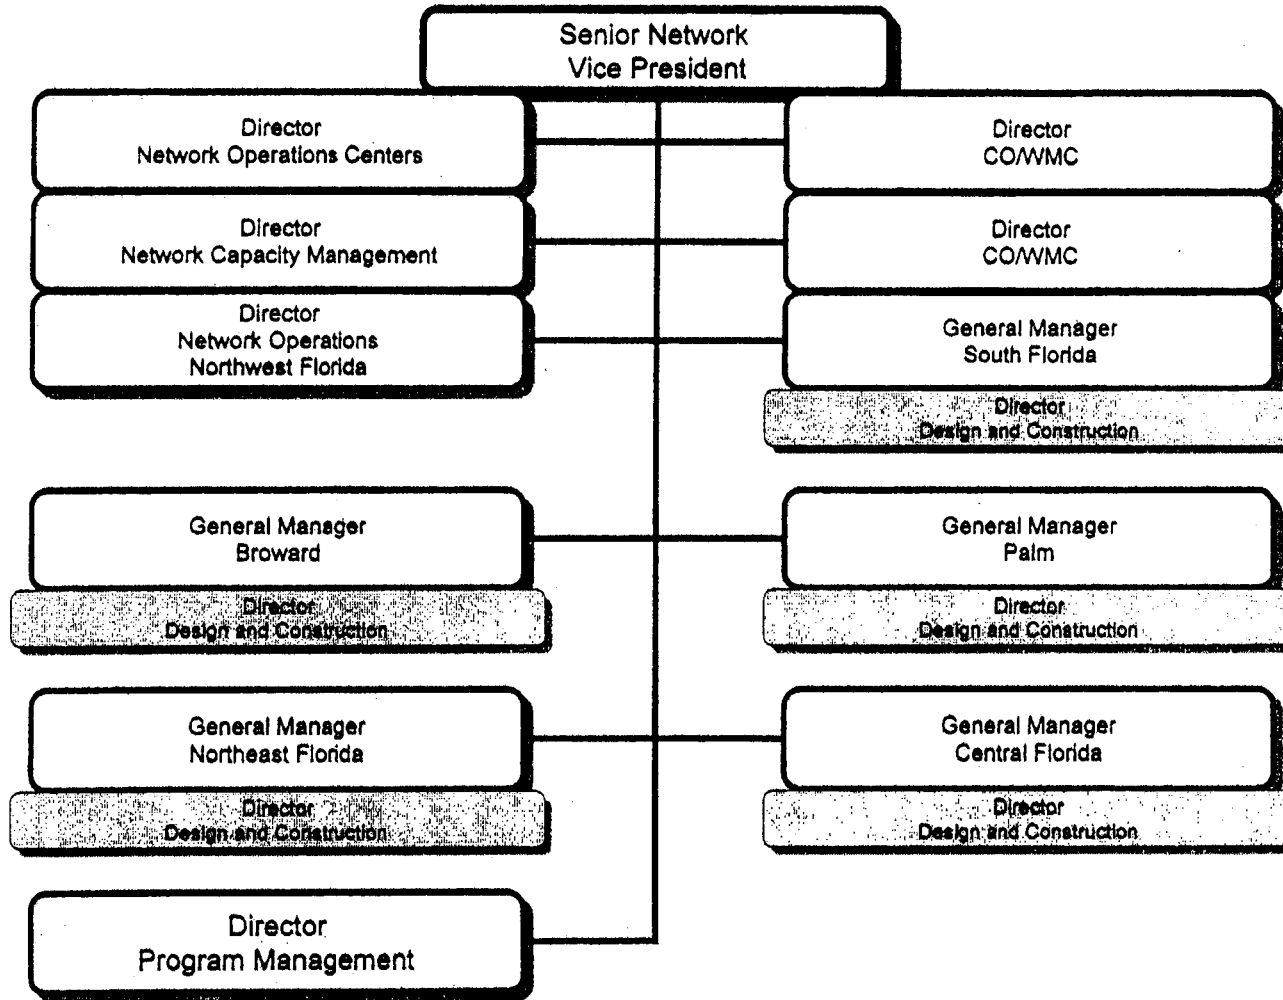 Senior Network
Vice President
Director
Network Operations Centers
Director
CO/WMC
Director
Network Capacity Management
Director
CO/WMC
Director
Network Operations
Northwest Florida
General Manager
South Florida
Director
Design and Construction
General Manager
Broward
Director
Design and Construction
General Manager
Palm
Director
Design and Construction
General Manager
Northeast Florida
Director
Design and Construction
General Manager
Central Florida
Director
Design and Construction
Director
Program Management